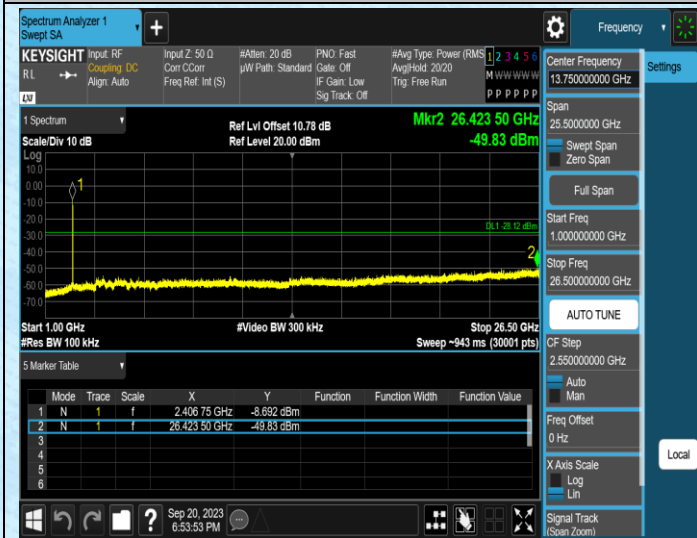 Spectrum Analyzer 1
Swept SA
Frequency
KEYSIGHT
RL
LXI
Input: RF
Coupling: DC
Align: Auto
Input Z: 50 Ω
Corr CCorr
Freq Ref: Int (S)
#Atten: 20 dB
µW Path: Standard
PNO: Fast
Gate: Off
IF Gain: Low
Sig Track: Off
#Avg Type: Power (RMS
Avg|Hold: 20/20
Trig: Free Run
1 2 3 4 5 6
M W W W W W
P P P P P P
1 Spectrum
Scale/Div 10 dB
Ref Lvl Offset 10.78 dB
Ref Level 20.00 dBm
Mkr2 26.423 50 GHz
-49.83 dBm
Log
10.0
0.00
-10.0
-20.0
-30.0
-40.0
-50.0
-60.0
-70.0
1
DL1 -28.12 dBm
2
Start 1.00 GHz
#Video BW 300 kHz
Stop 26.50 GHz
#Res BW 100 kHz
Sweep ~943 ms (30001 pts)
5 Marker Table
Mode Trace Scale X Y Function Function Width Function Value
1 N 1 f 2.406 75 GHz -8.692 dBm
2 N 1 f 26.423 50 GHz -49.83 dBm
3
4
5
6
Sep 20, 2023
6:53:53 PM
Center Frequency
13.750000000 GHz
Span
25.5000000 GHz
Swept Span
Zero Span
Full Span
Start Freq
1.000000000 GHz
Stop Freq
26.500000000 GHz
AUTO TUNE
CF Step
2.550000000 GHz
Auto
Man
Freq Offset
0 Hz
X Axis Scale
Log
Lin
Signal Track
(Span Zoom)
Settings
Local